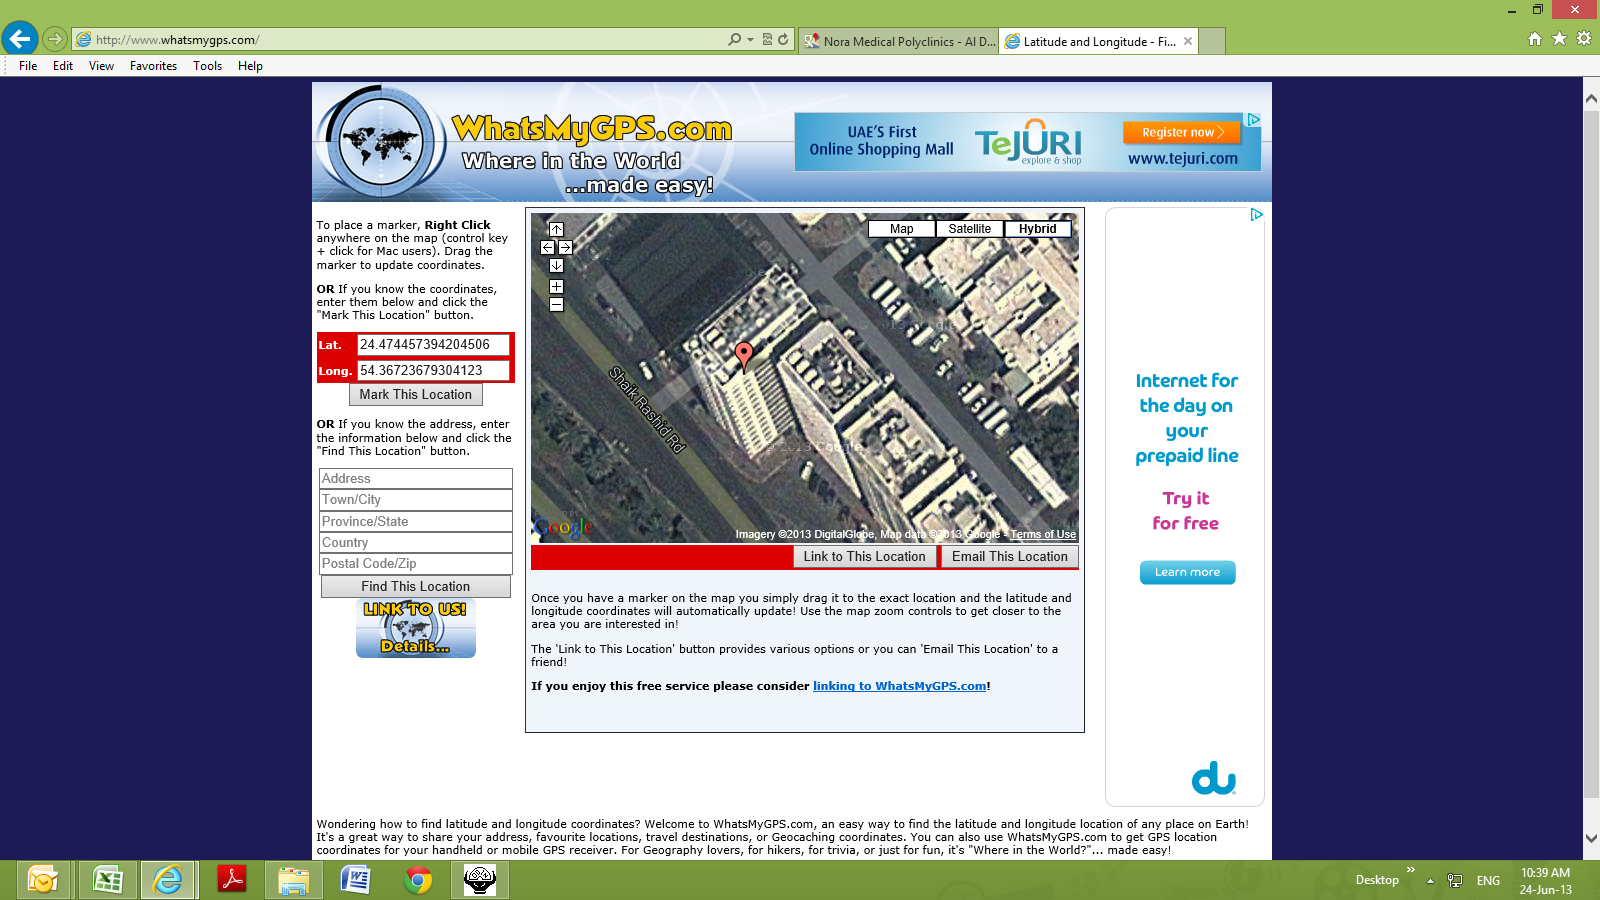 http://www.whatsmygps.com/
Nora Medical Polyclinics - Al D...
Latitude and Longitude - Fi...
File Edit View Favorites Tools Help
WhatsMyGPS.com
Where in the World
...made easy!
UAE'S First
Online Shopping Mall
TEJURI
explore & shop
Register now
www.tejuri.com
To place a marker, Right Click
anywhere on the map (control key
+ click for Mac users). Drag the
marker to update coordinates.
OR If you know the coordinates,
enter them below and click the
"Mark This Location" button.
Lat. 24.474457394204506
Long. 54.36723679304123
Mark This Location
OR If you know the address, enter
the information below and click the
"Find This Location" button.
Address
Town/City
Province/State
Country
Postal Code/Zip
Find This Location
LINK TO US!
Details...
Map Satellite Hybrid
Shaik Rashid Rd
Google
Imagery ©2013 DigitalGlobe, Map data ©2013 Google - Terms of Use
Link to This Location Email This Location
Once you have a marker on the map you simply drag it to the exact location and the latitude and
longitude coordinates will automatically update! Use the map zoom controls to get closer to the
area you are interested in!
The 'Link to This Location' button provides various options or you can 'Email This Location' to a
friend!
If you enjoy this free service please consider linking to WhatsMyGPS.com!
Internet for
the day on
your
prepaid line
Try it
for free
Learn more
du
Wondering how to find latitude and longitude coordinates? Welcome to WhatsMyGPS.com, an easy way to find the latitude and longitude location of any place on Earth!
It's a great way to share your address, favourite locations, travel destinations, or Geocaching coordinates. You can also use WhatsMyGPS.com to get GPS location
coordinates for your handheld or mobile GPS receiver. For Geography lovers, for hikers, for trivia, or just for fun, it's "Where in the World?"... made easy!
Desktop
ENG
10:39 AM
24-Jun-13